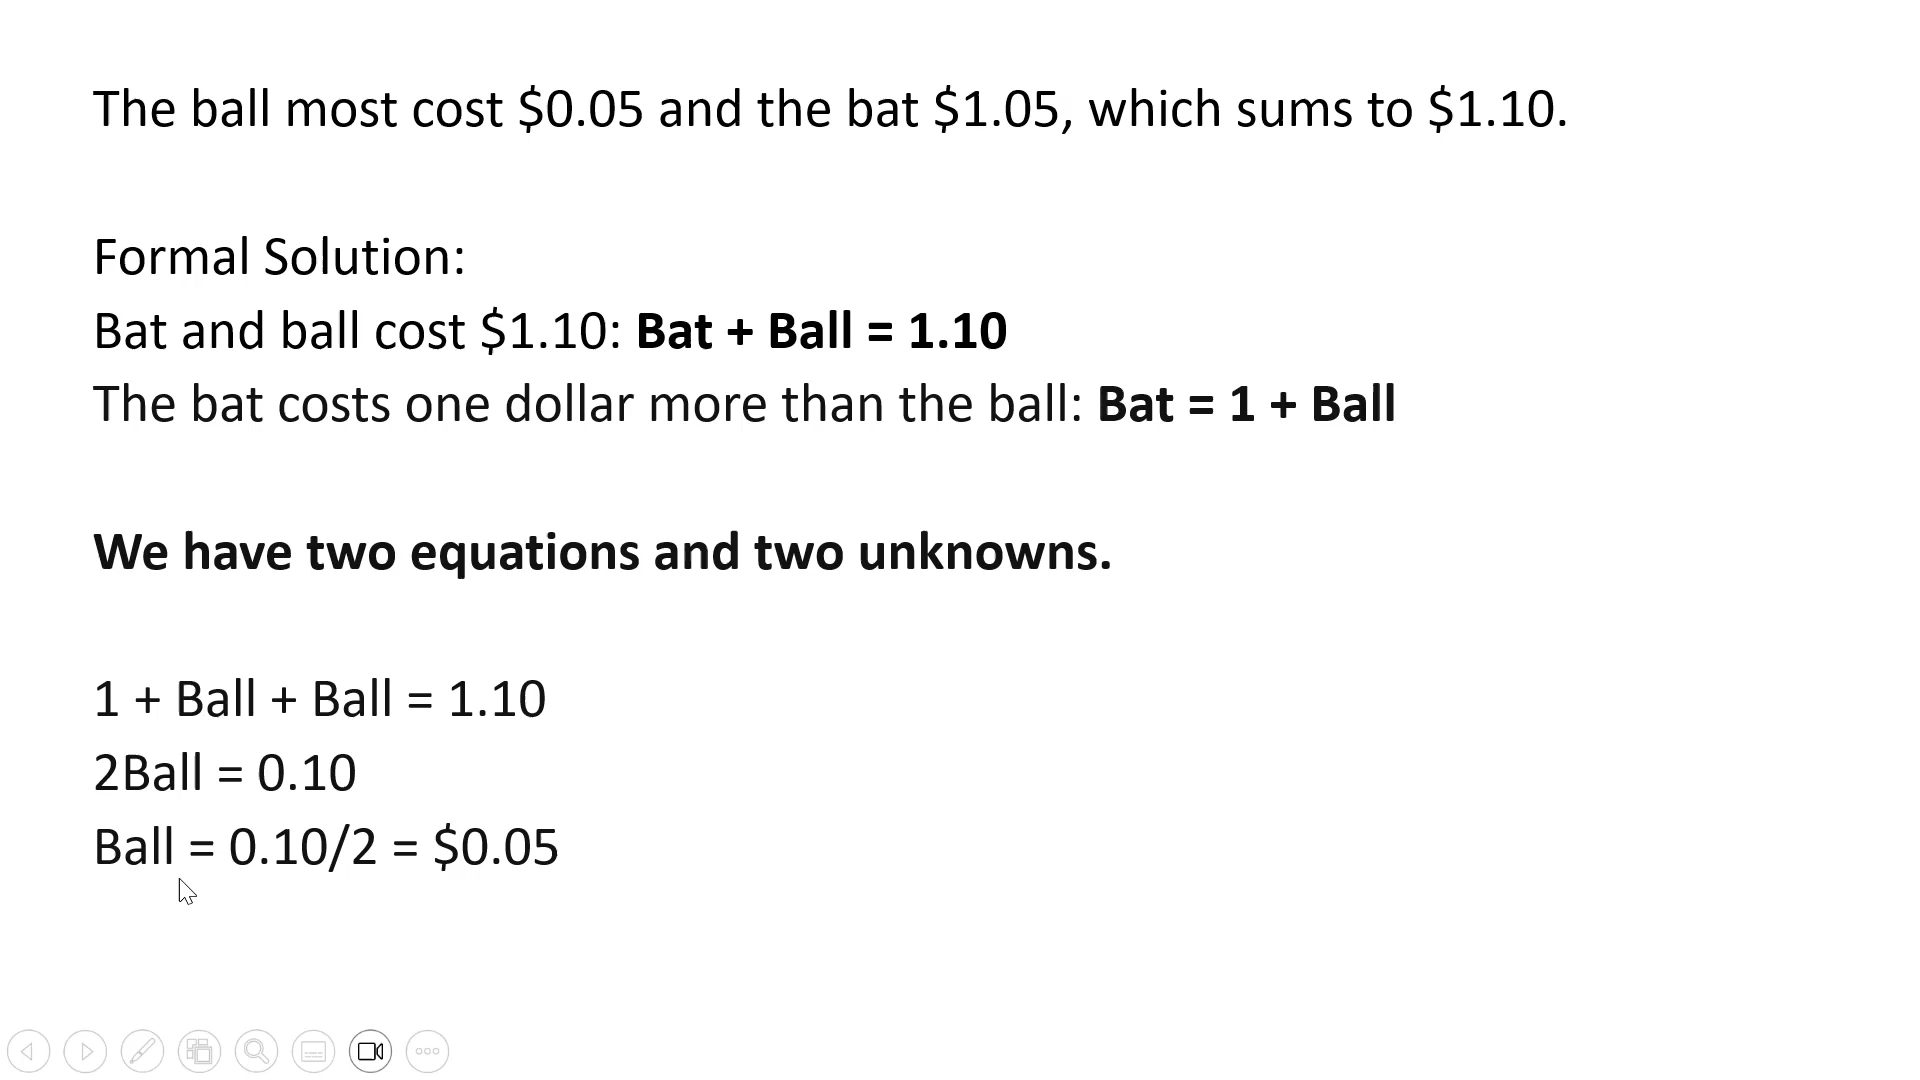 The ball most cost $0.05 and the bat $1.05, which sums to $1.10.
Formal Solution:
Bat and ball cost $1.10: Bat + Ball = 1.10
The bat costs one dollar more than the ball: Bat = 1 + Ball
We have two equations and two unknowns.
1 + Ball + Ball = 1.10
2Ball = 0.10
Ball = 0.10/2 = $0.05